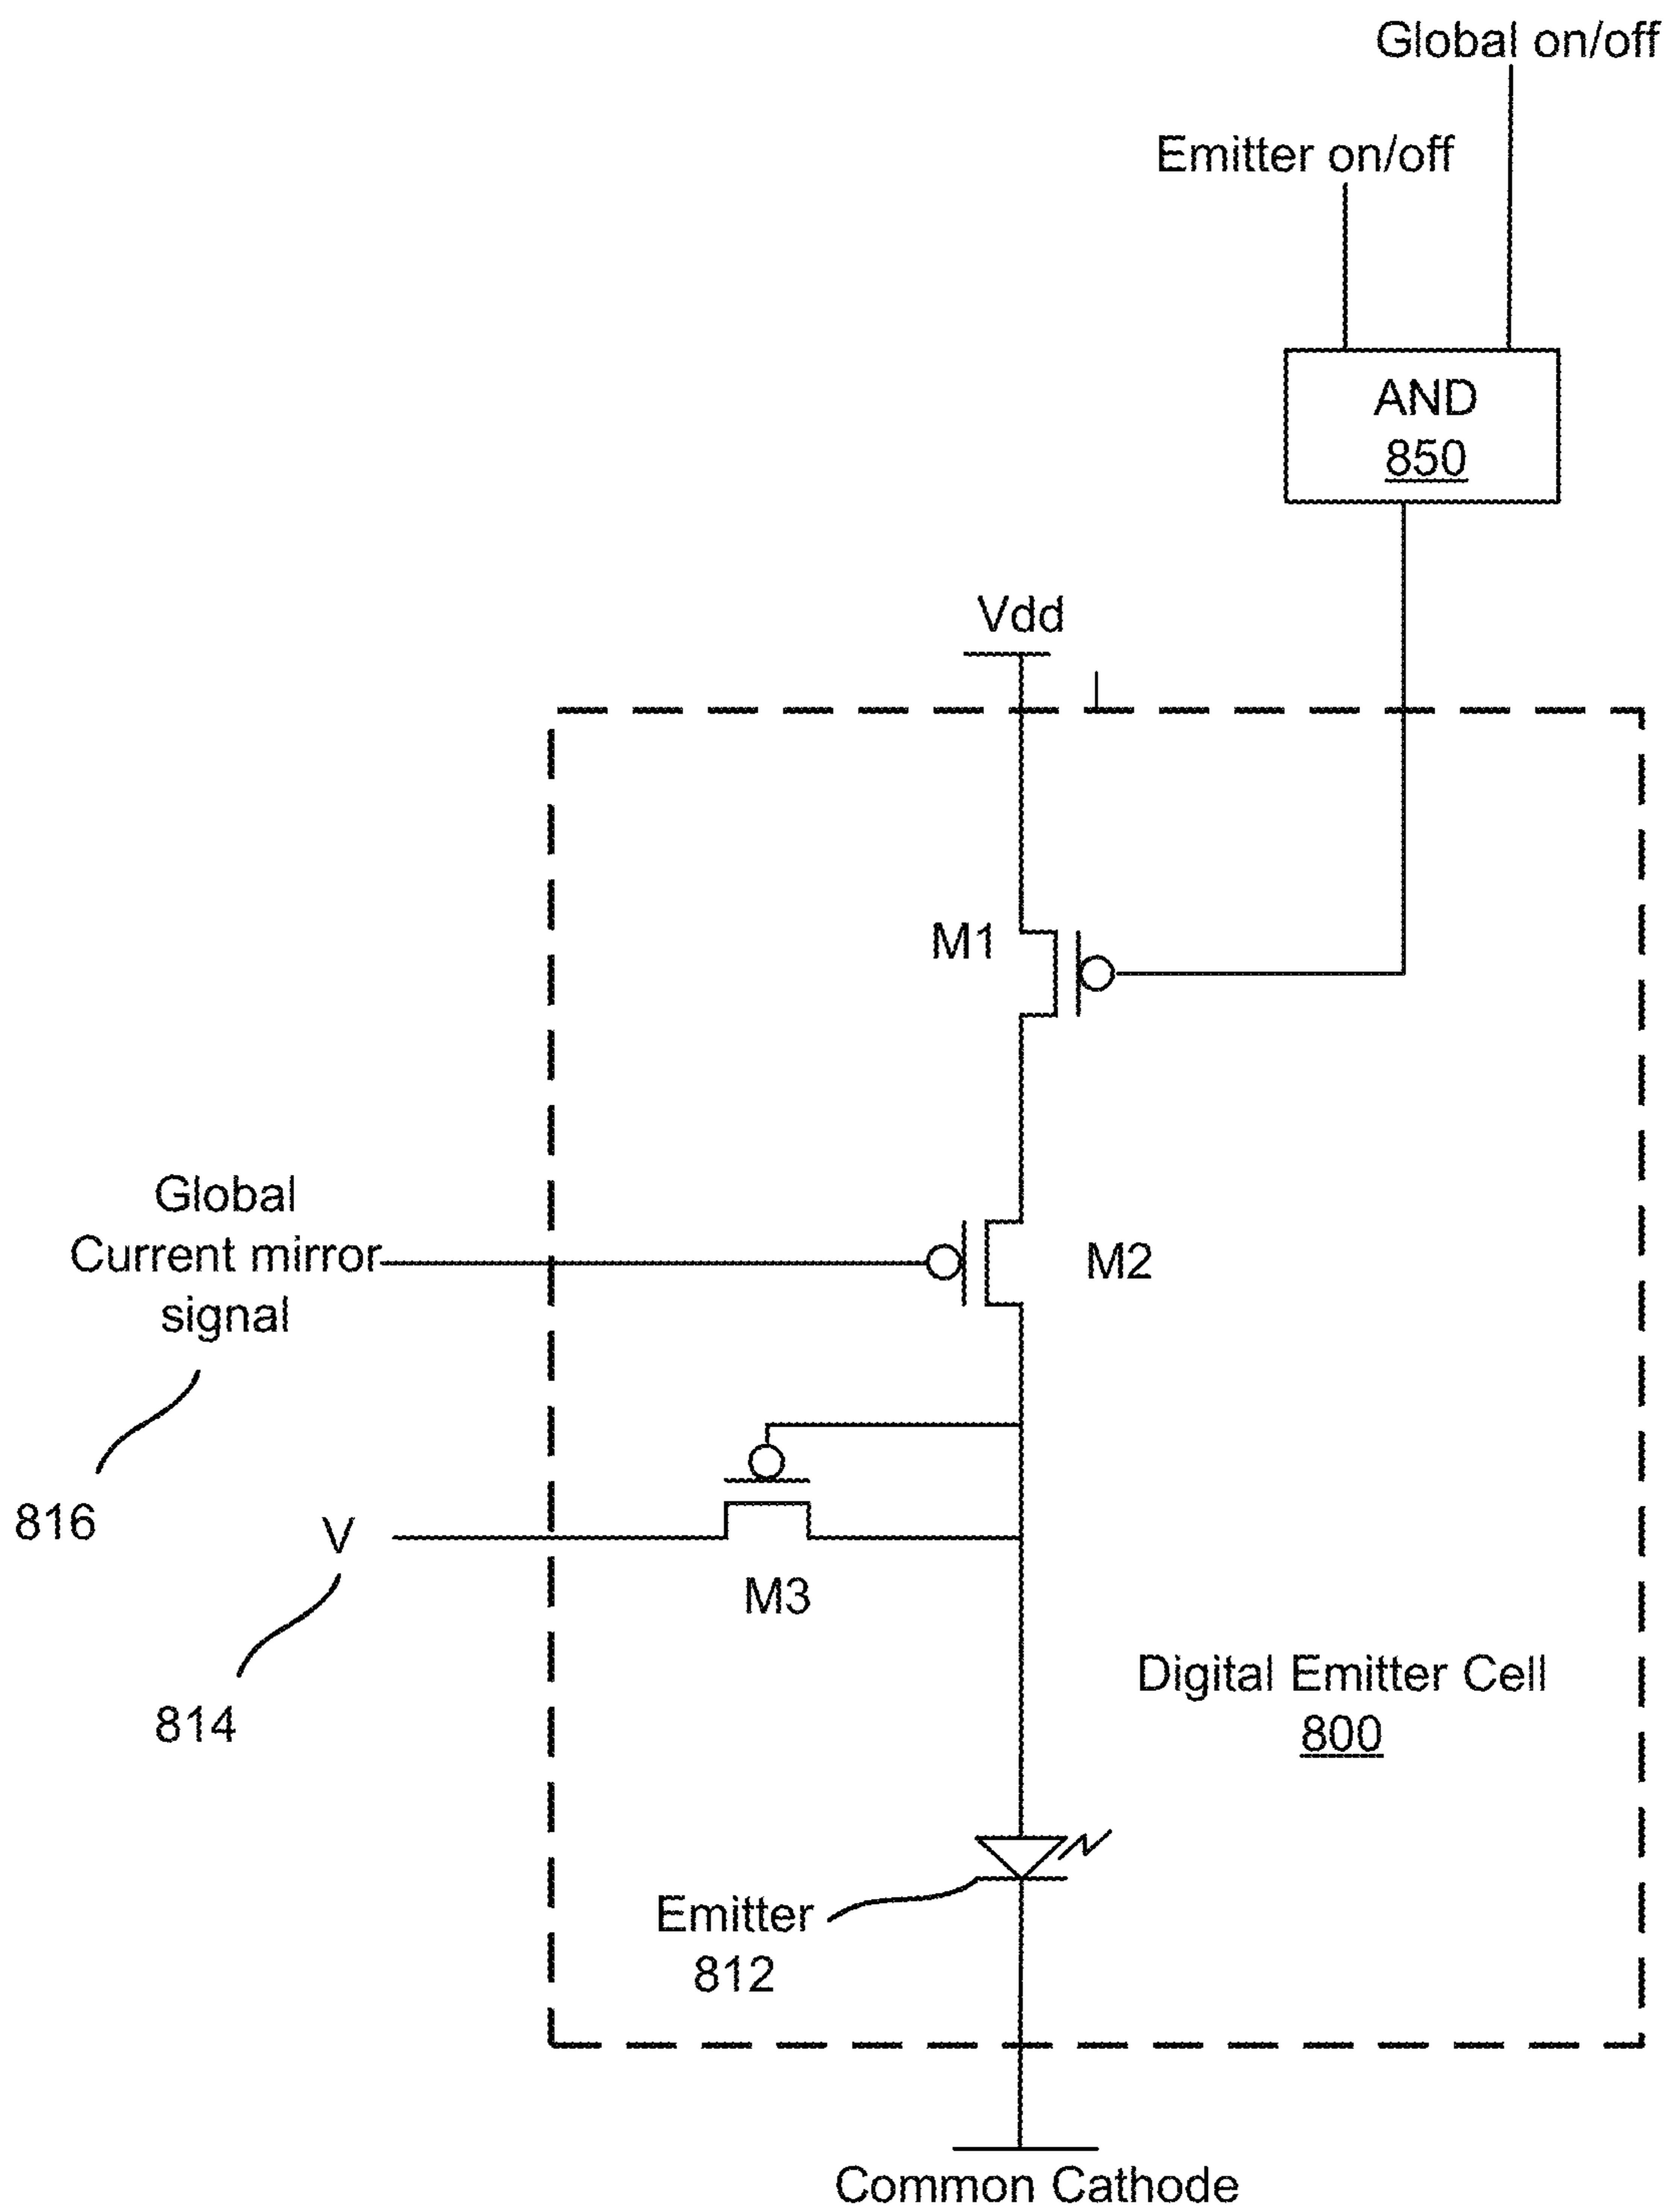 Global on/off
Emitter on/off
AND
850
Vdd
M1
Global
Current mirror
signal
M2
816
V
M3
814
Digital Emitter Cell
800
Emitter
812
Common Cathode